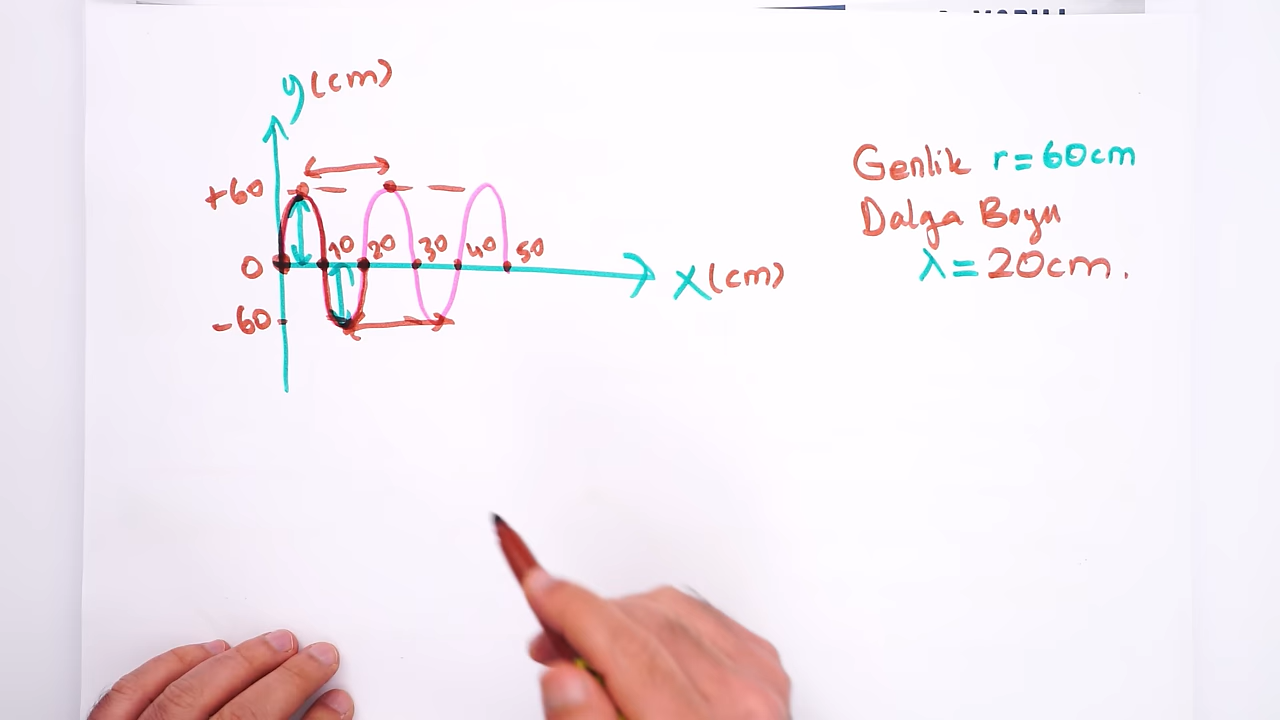 y(cm)
+60
0
10 20 30 40 50
-60
x(cm)
Genlik r=60cm
Dalga Boyu
λ=20cm.